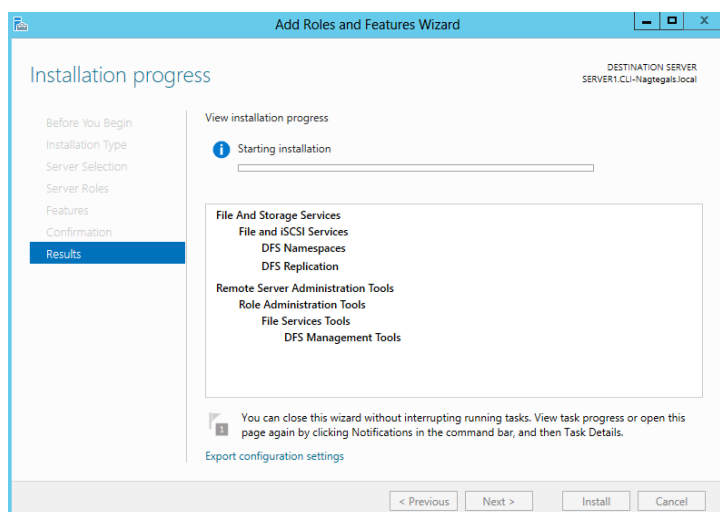 Add Roles and Features Wizard
Installation progress
DESTINATION SERVER
SERVER1.CLI-Nagtegals.local
Before You Begin
Installation Type
Server Selection
Server Roles
Features
Confirmation
Results
View installation progress
Starting installation
File And Storage Services
File and iSCSI Services
DFS Namespaces
DFS Replication
Remote Server Administration Tools
Role Administration Tools
File Services Tools
DFS Management Tools
1
You can close this wizard without interrupting running tasks. View task progress or open this
page again by clicking Notifications in the command bar, and then Task Details.
Export configuration settings
< Previous
Next >
Install
Cancel